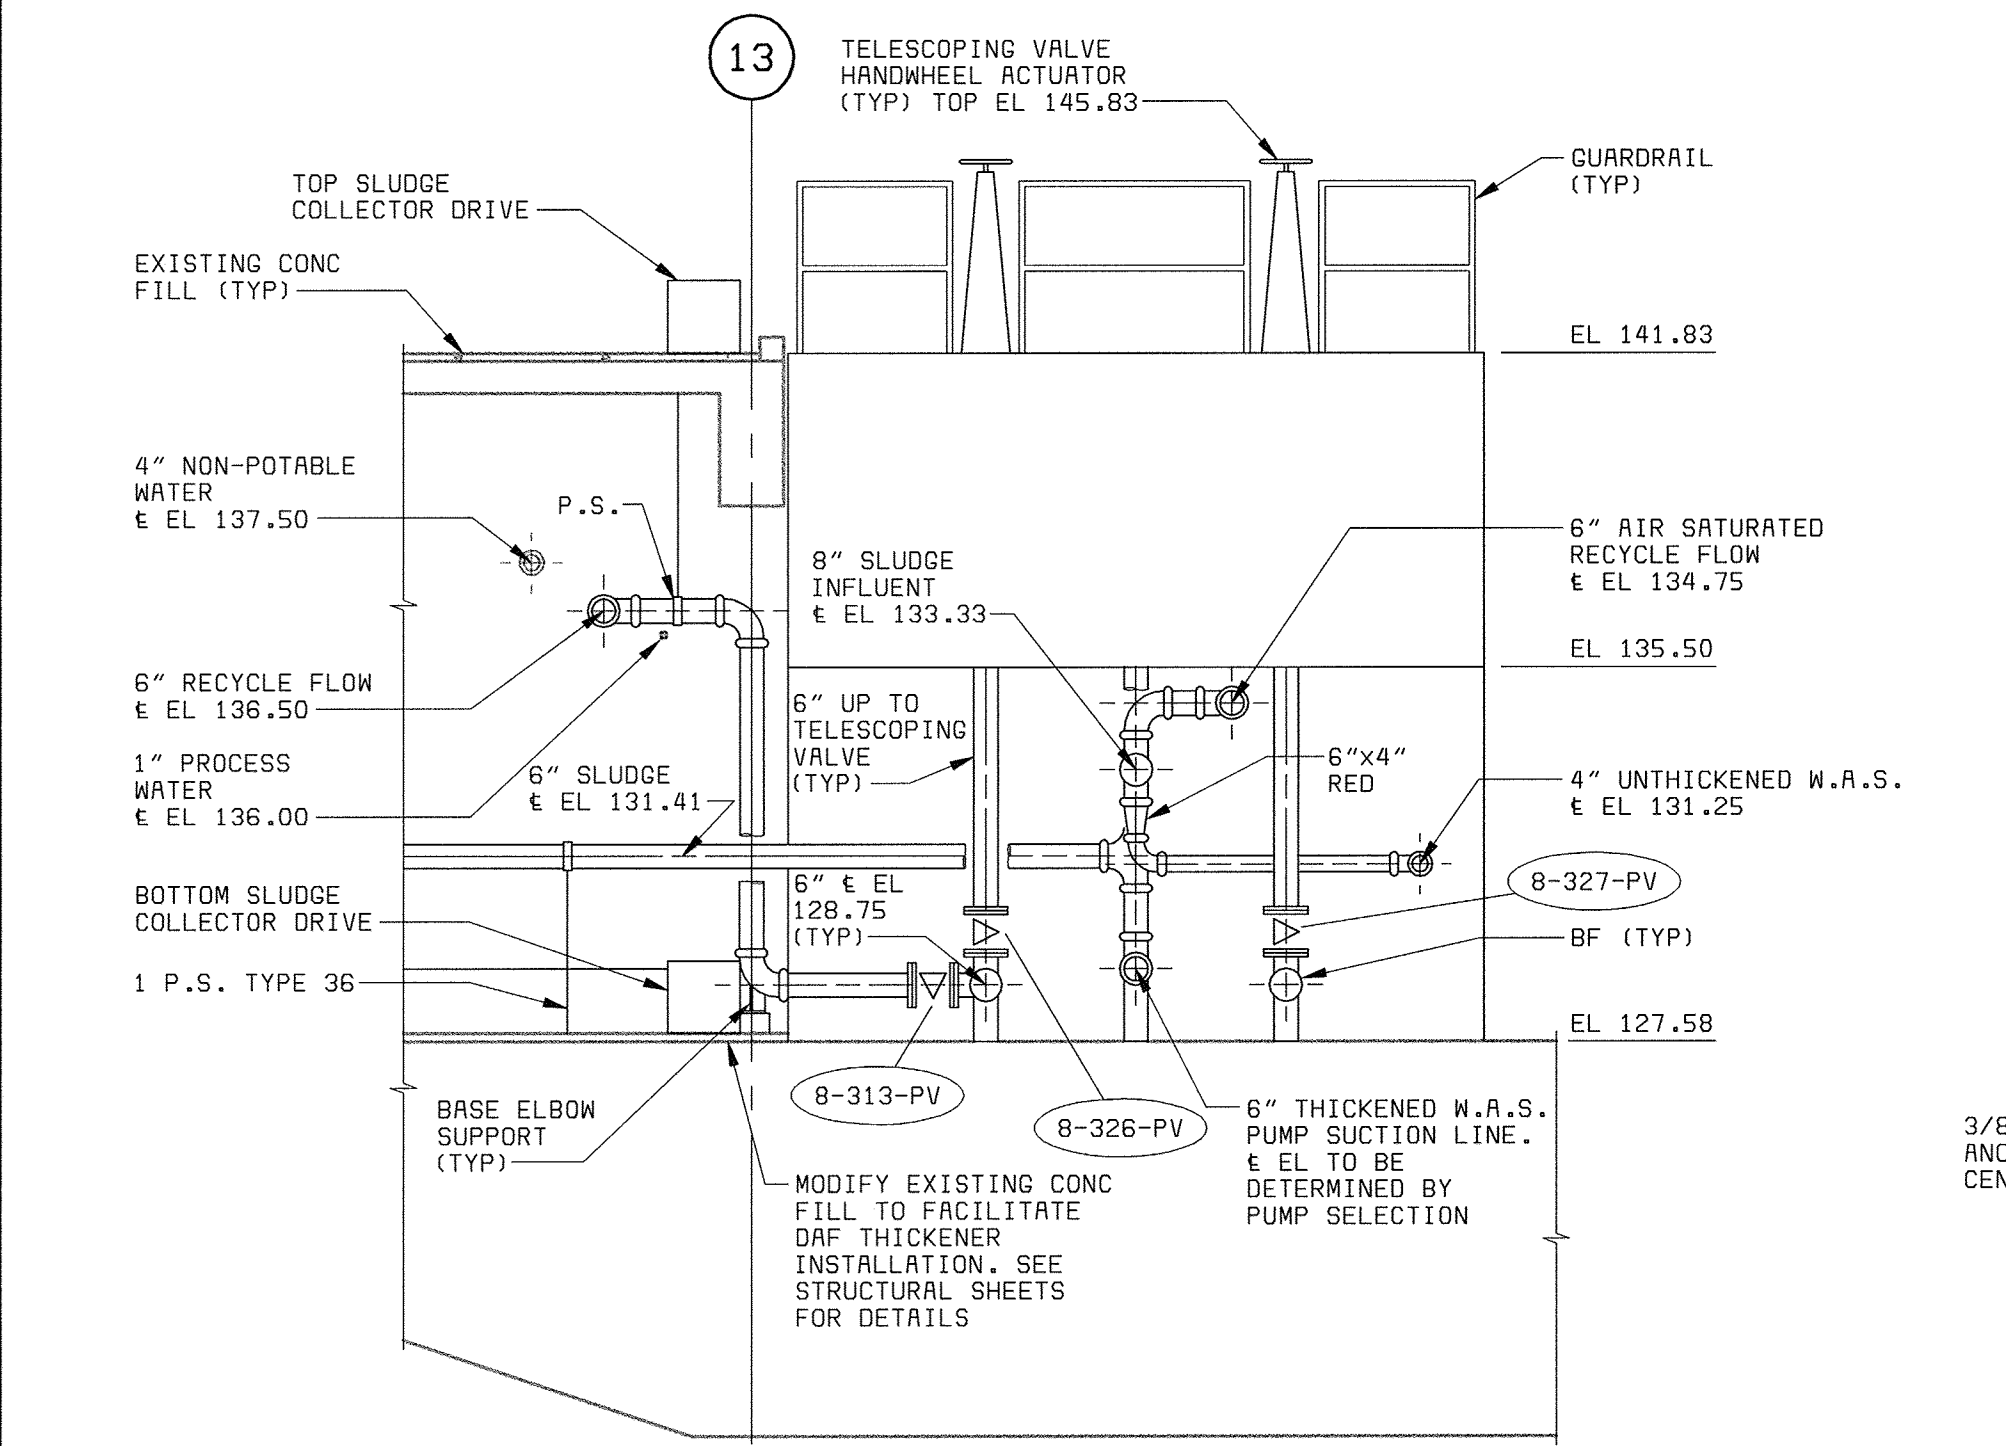 13
TELESCOPING VALVE
HANDWHEEL ACTUATOR
(TYP) TOP EL 145.83
GUARDRAIL
(TYP)
TOP SLUDGE
COLLECTOR DRIVE
EXISTING CONC
FILL (TYP)
EL 141.83
4" NON-POTABLE
WATER
℄ EL 137.50
P.S.
8" SLUDGE
INFLUENT
℄ EL 133.33
6" AIR SATURATED
RECYCLE FLOW
℄ EL 134.75
EL 135.50
6" RECYCLE FLOW
℄ EL 136.50
6" UP TO
TELESCOPING
VALVE
(TYP)
1" PROCESS
WATER
℄ EL 136.00
6" SLUDGE
℄ EL 131.41
6"x4"
RED
4" UNTHICKENED W.A.S.
℄ EL 131.25
BOTTOM SLUDGE
COLLECTOR DRIVE
6" ℄ EL
128.75
(TYP)
8-327-PV
BF (TYP)
1 P.S. TYPE 36
EL 127.58
8-313-PV
8-326-PV
BASE ELBOW
SUPPORT
(TYP)
6" THICKENED W.A.S.
PUMP SUCTION LINE.
℄ EL TO BE
DETERMINED BY
PUMP SELECTION
MODIFY EXISTING CONC
FILL TO FACILITATE
DAF THICKENER
INSTALLATION. SEE
STRUCTURAL SHEETS
FOR DETAILS
3/8
CEN